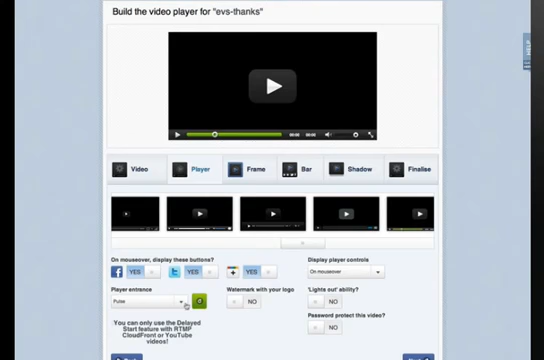 Build the video player for "evs-thanks"
HELP
Video
Player
Frame
Bar
Shadow
Finalise
On mouseover, display these buttons?
Display player controls
YES
YES
YES
On mouseover
Player entrance
Watermark with your logo
'Lights out' ability?
Pulse
NO
NO
Password protect this video?
You can only use the Delayed
Start feature with RTMP
CloudFront or YouTube
videos!
NO